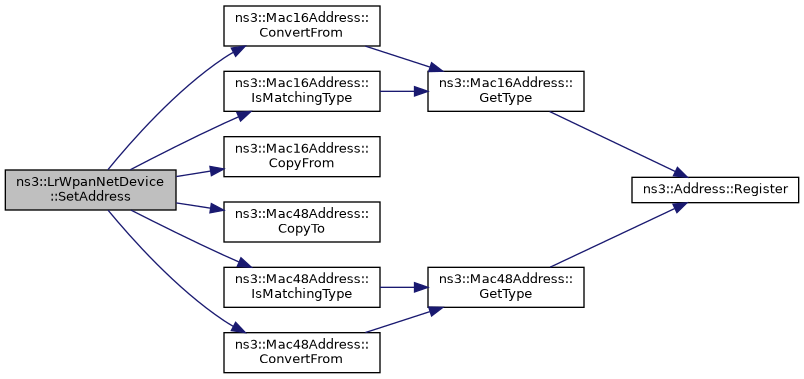 ns3::LrWpanNetDevice
::SetAddress
ns3::Mac16Address::
ConvertFrom
ns3::Mac16Address::
IsMatchingType
ns3::Mac16Address::
CopyFrom
ns3::Mac48Address::
CopyTo
ns3::Mac48Address::
IsMatchingType
ns3::Mac48Address::
ConvertFrom
ns3::Mac16Address::
GetType
ns3::Mac48Address::
GetType
ns3::Address::Register